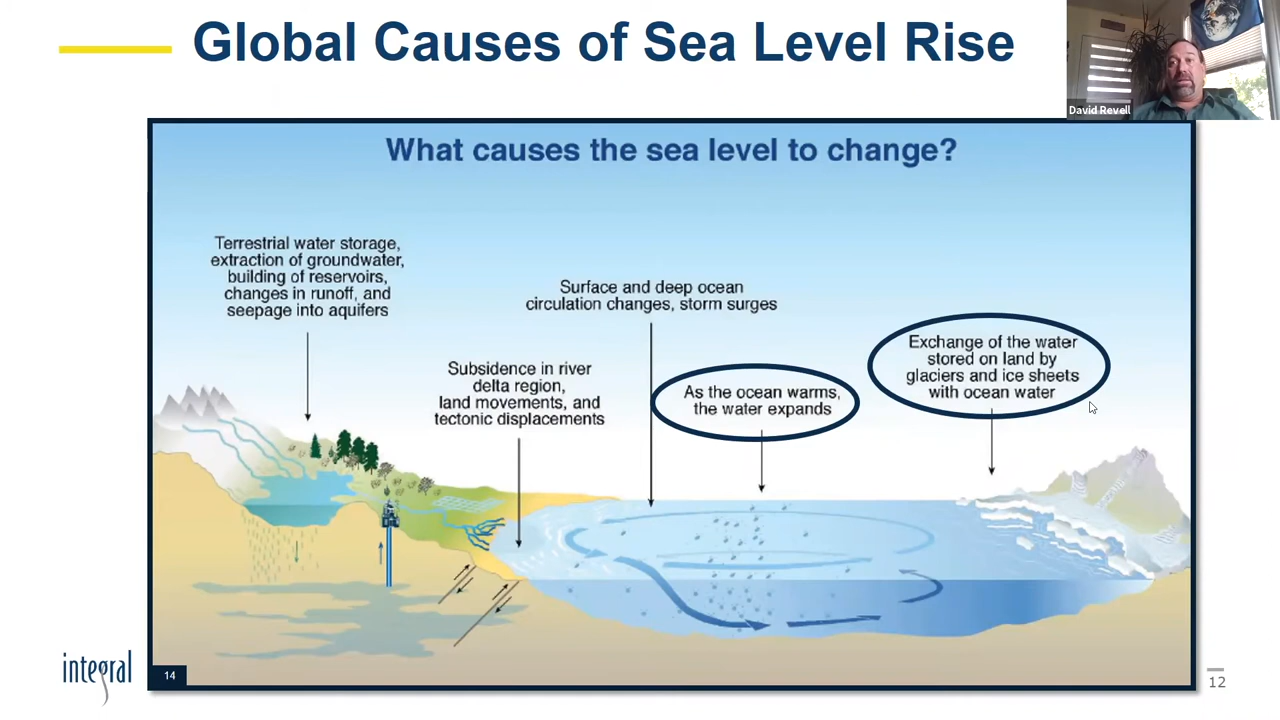 Global Causes of Sea Level Rise
David Revell
What causes the sea level to change?
Terrestrial water storage,
extraction of groundwater,
building of reservoirs,
changes in runoff, and
seepage into aquifers
Surface and deep ocean
circulation changes, storm surges
Subsidence in river
delta region,
land movements, and
tectonic displacements
As the ocean warms,
the water expands
Exchange of the water
stored on land by
glaciers and ice sheets
with ocean water
integral
14
12